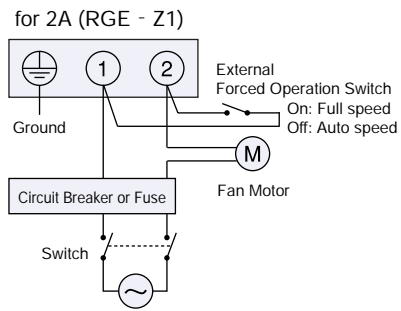 for 2A (RGE - Z1)
1
2
External
Forced Operation Switch
On: Full speed
Off: Auto speed
Ground
M
Fan Motor
Circuit Breaker or Fuse
Switch